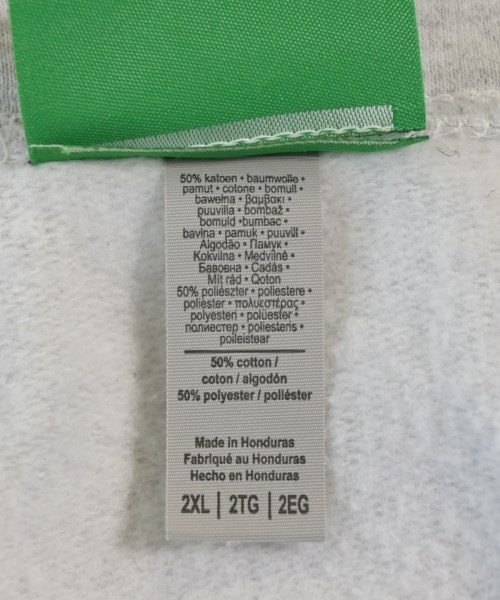 50% katoen • baumwolle •
pamut • cotone • bomull •
bawełna • βαμβακι •
puuvilla • bombaž •
bomuld •bumbac •
bavlna • pamuk • puuvill •
Algodão • Памук •
Kokvilna • Medvilnė •
Бавовна • Cadás •
Mit rád • Qoton
50% poliészter • poliestere •
poliester • πολυεστέρας •
polyesteri • polüester •
полиестер • poliesteris •
poileistear
50% cotton /
coton / algodón
50% polyester / poliéster
Made in Honduras
Fabriqué au Honduras
Hecho en Honduras
2XL | 2TG | 2EG